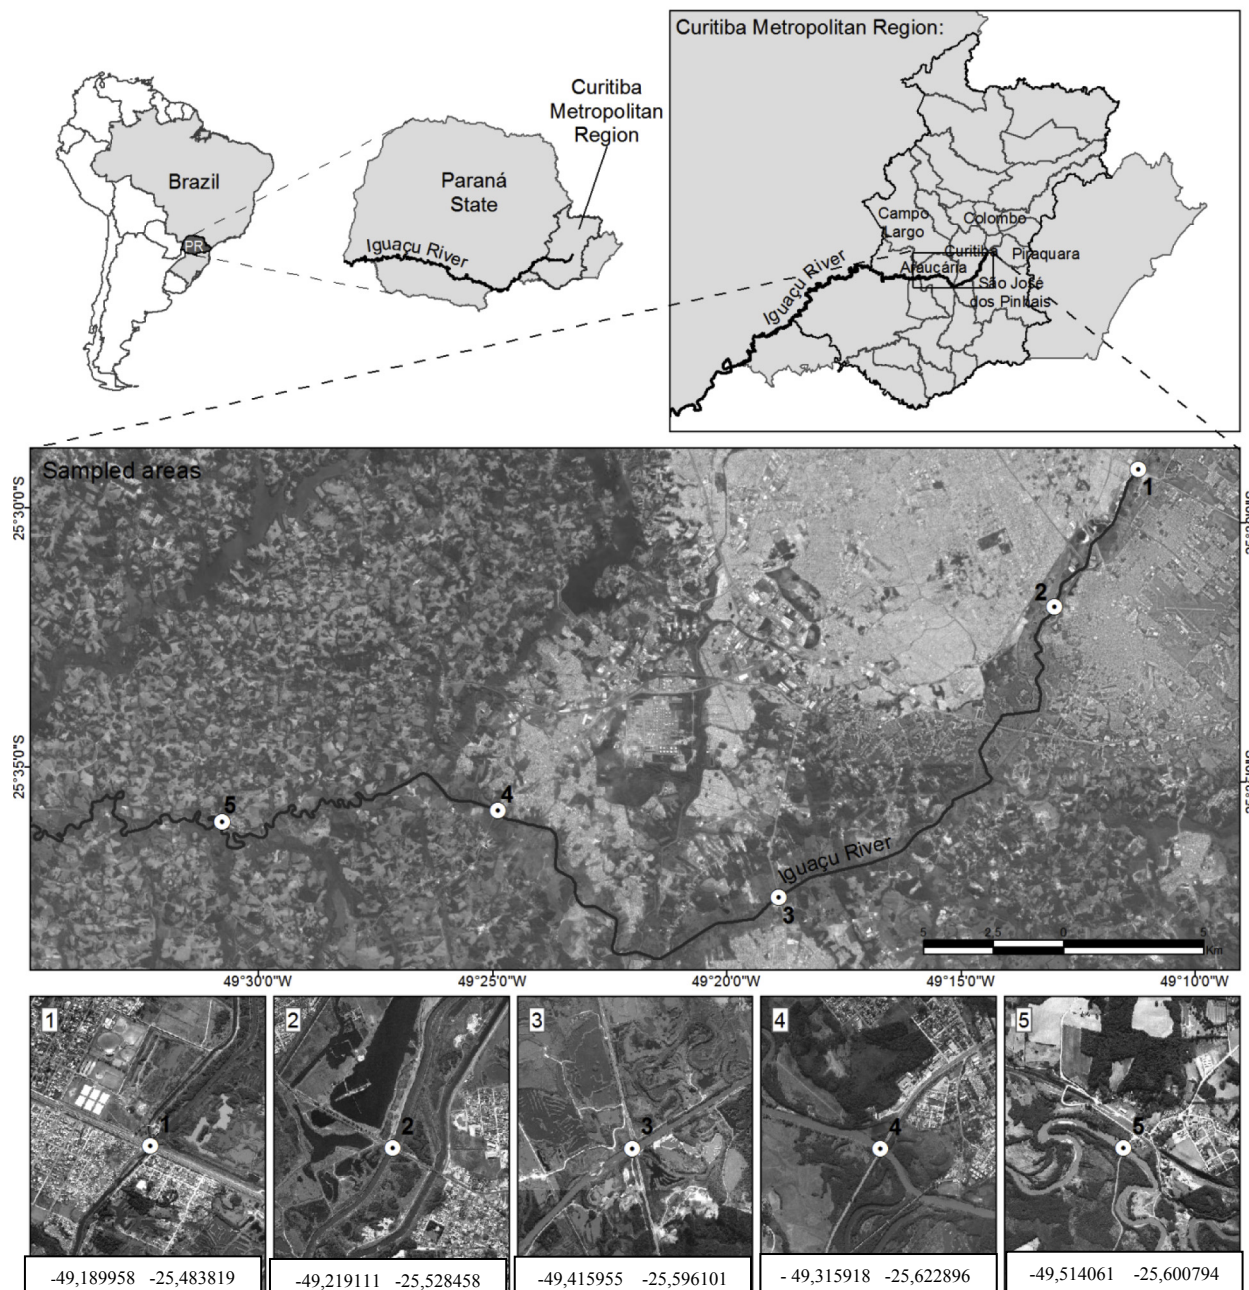 Curitiba Metropolitan Region:
Curitiba
Metropolitan
Region
Brazil
PR
Paraná
State
Iguaçu River
Campo
Largo
Colombo
Curitiba
Piraquara
Araucária
São José
dos Pinhais
Iguaçu River
Sampled areas
25°30'0"S
25°35'0"S
1
2
3
4
5
Iguaçu River
5 2,5 0 5
Km
49°30'0"W 49°25'0"W 49°20'0"W 49°15'0"W 49°10'0"W
1 2 3 4 5
1 2 3 4 5
-49,189958 -25,483819
-49,219111 -25,528458
-49,415955 -25,596101
- 49,315918 -25,622896
-49,514061 -25,600794